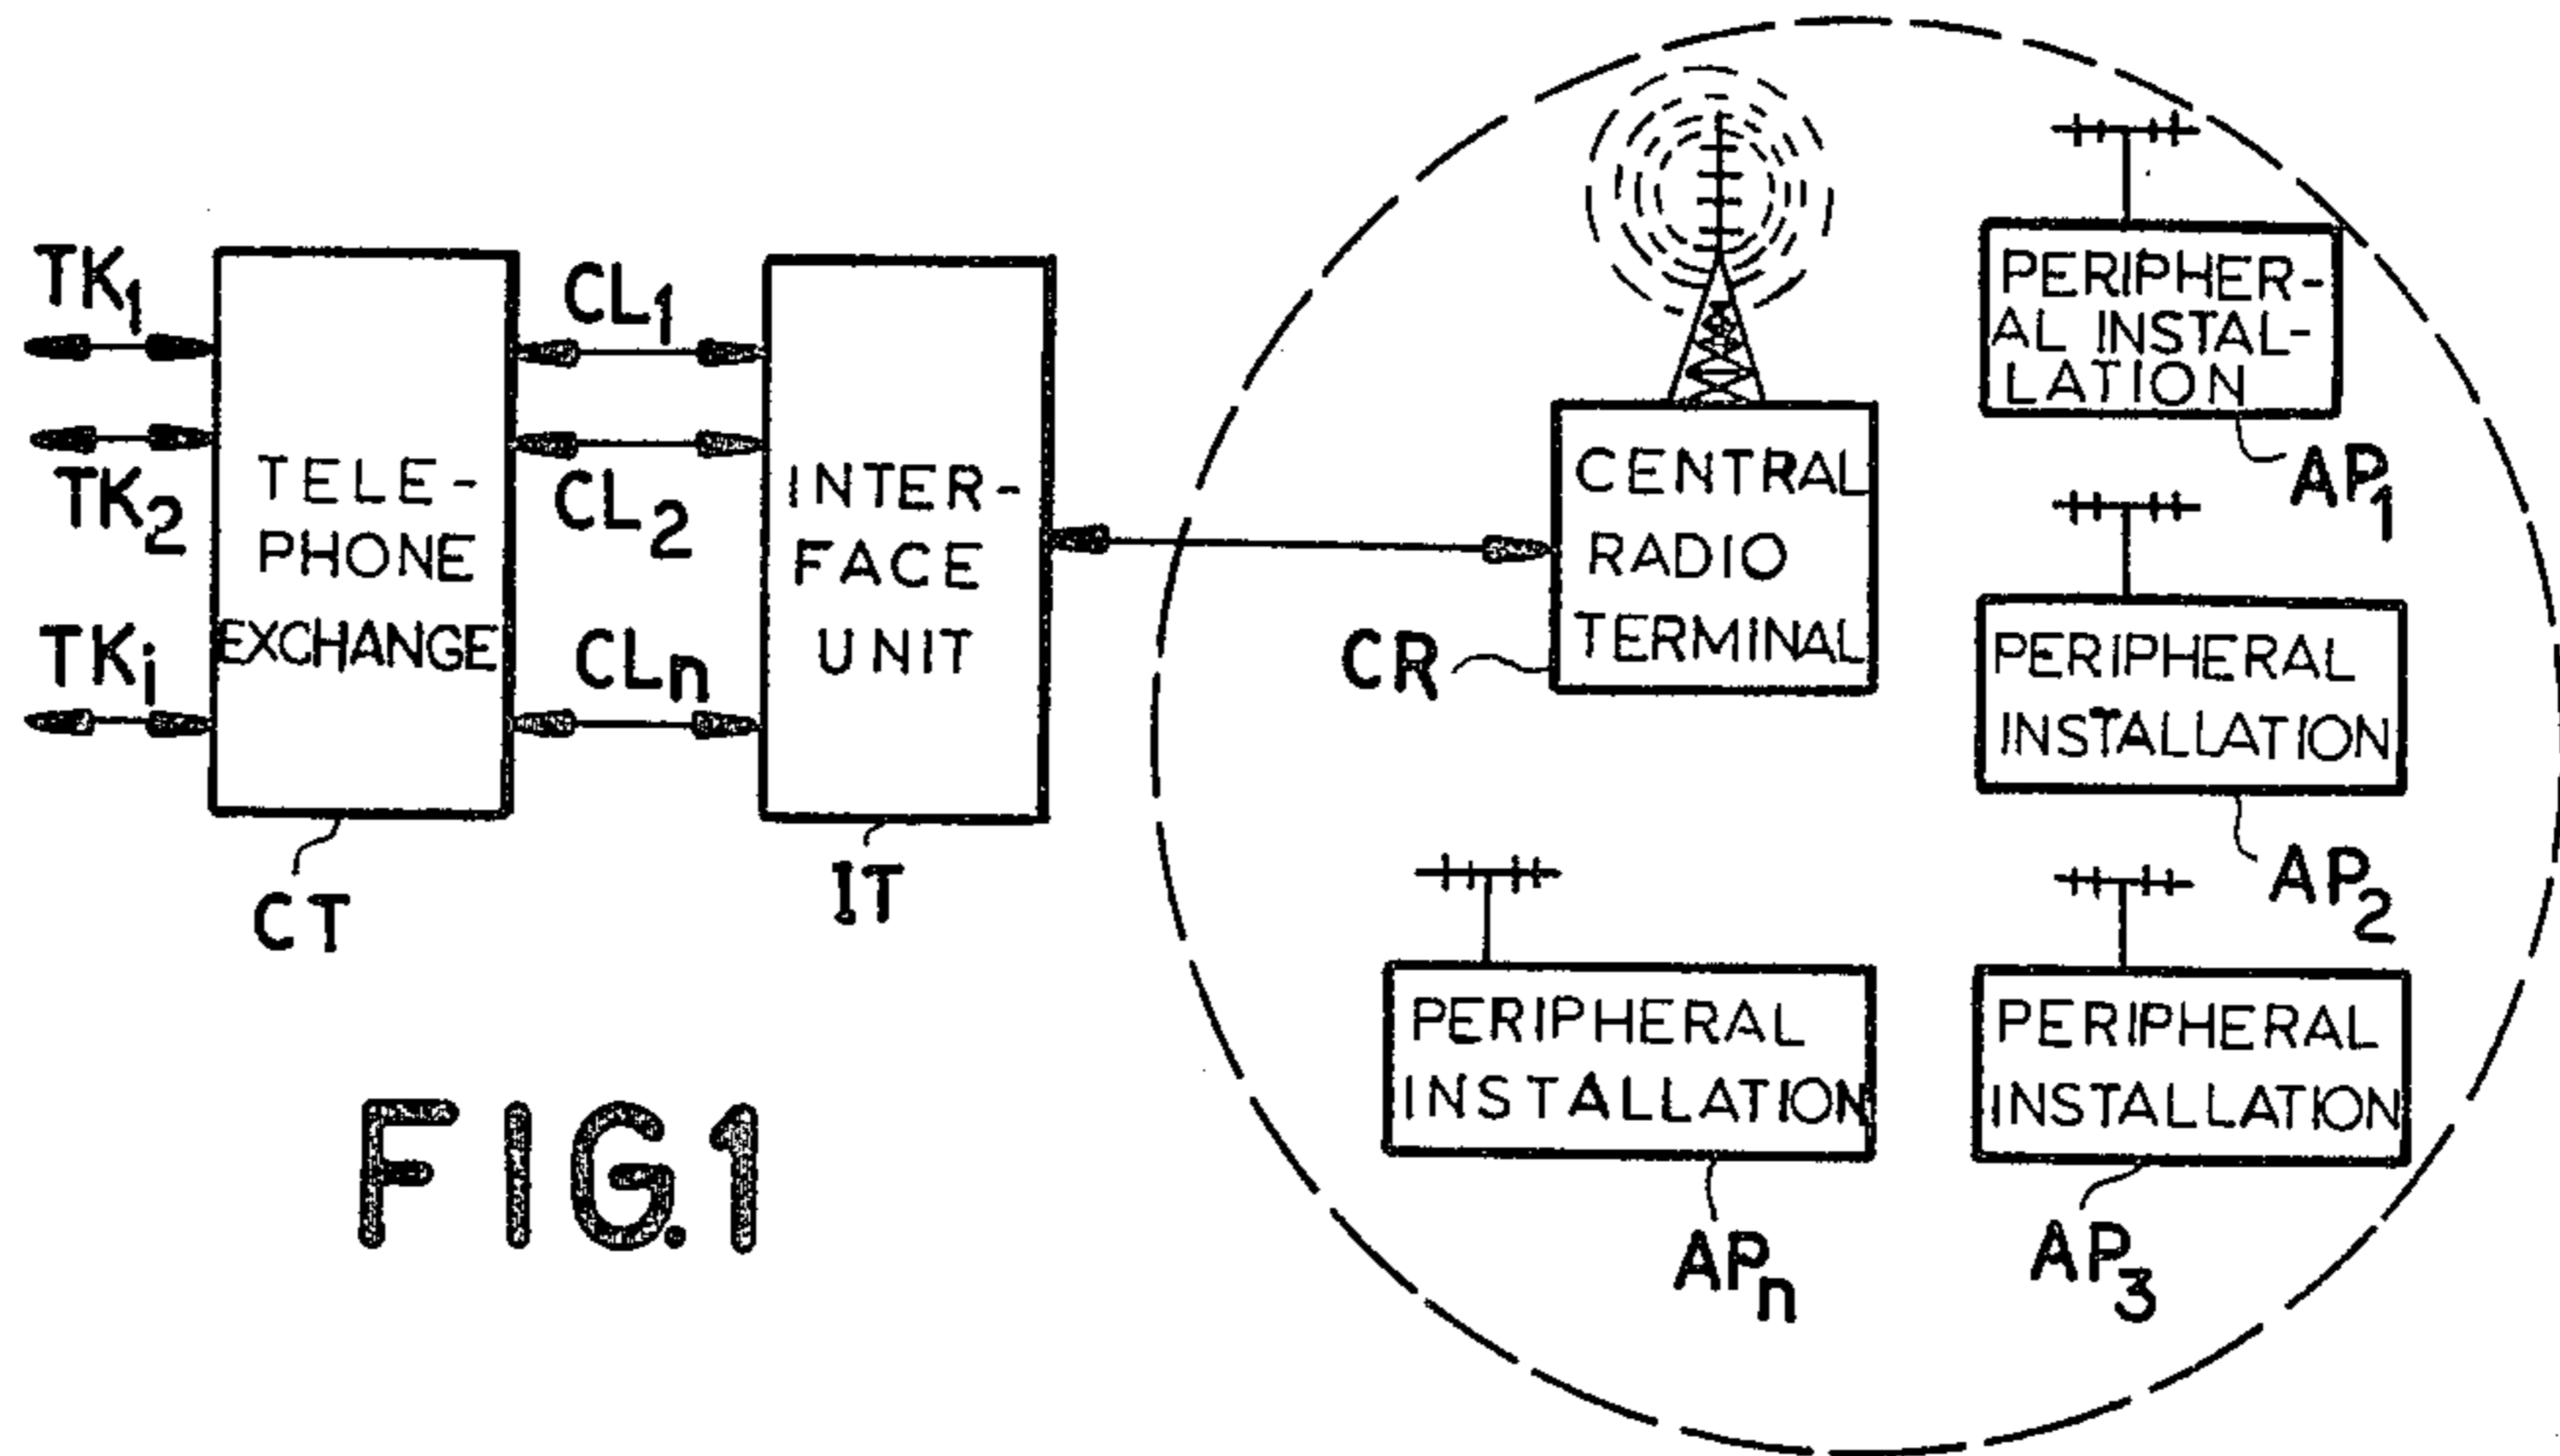 TK1
TK2
TKi
TELE-
PHONE
EXCHANGE
CT
CL1
CL2
CLn
INTER-
FACE
UNIT
IT
CENTRAL
RADIO
TERMINAL
CR
PERIPHER-
AL INSTAL-
LATION
AP1
PERIPHERAL
INSTALLATION
AP2
PERIPHERAL
INSTALLATION
APn
PERIPHERAL
INSTALLATION
AP3
FIG.1